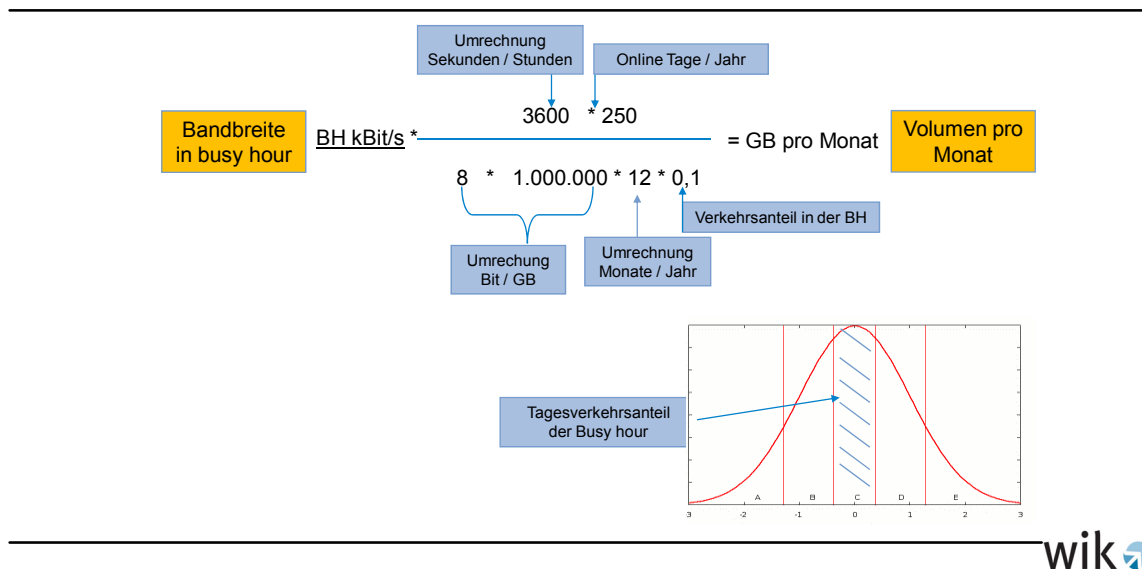 Umrechnung
Sekunden / Stunden
Online Tage / Jahr
3600 * 250
Bandbreite
in busy hour
BH kBit/s *
= GB pro Monat
Volumen pro
Monat
8 * 1.000.000 * 12 * 0,1
Verkehrsanteil in der BH
Umrechung
Bit / GB
Umrechnung
Monate / Jahr
Tagesverkehrsanteil
der Busy hour
A B C D E
3 -2 -1 0 1 2 3
wik